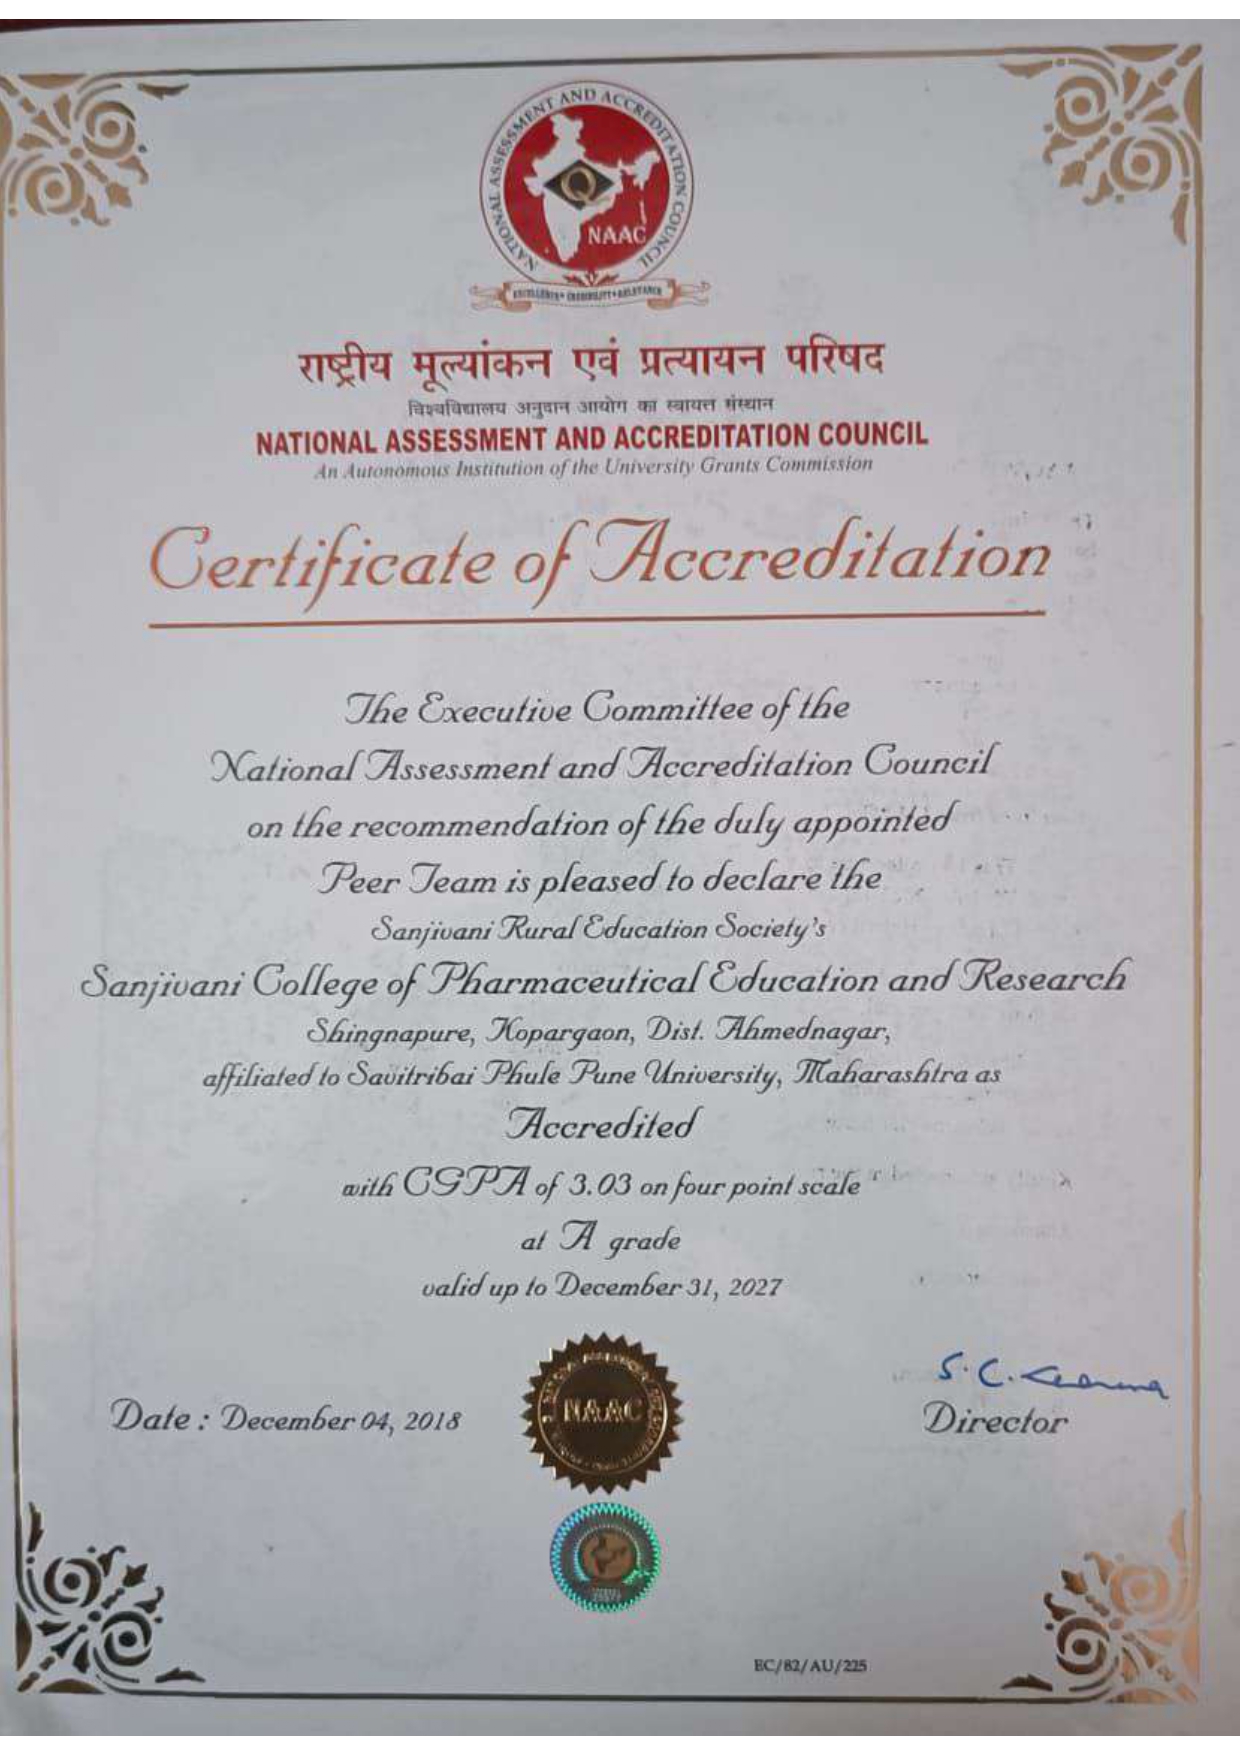 NATIONAL ASSESSMENT AND ACCREDITATION COUNCIL
Q
NAAC
EXCELLENCE • CREDIBILITY • RELEVANCE
राष्ट्रीय मूल्यांकन एवं प्रत्यायन परिषद
विश्वविद्यालय अनुदान आयोग का स्वायत्त संस्थान
NATIONAL ASSESSMENT AND ACCREDITATION COUNCIL
An Autonomous Institution of the University Grants Commission
Certificate of Accreditation
The Executive Committee of the
National Assessment and Accreditation Council
on the recommendation of the duly appointed
Peer Team is pleased to declare the
Sanjivani Rural Education Society's
Sanjivani College of Pharmaceutical Education and Research
Shingnapure, Kopargaon, Dist. Ahmednagar,
affiliated to Savitribai Phule Pune University, Maharashtra as
Accredited
with CGPA of 3.03 on four point scale
at A grade
valid up to December 31, 2027
S. C.
Date : December 04, 2018
NAAC
Director
EC/82/AU/225